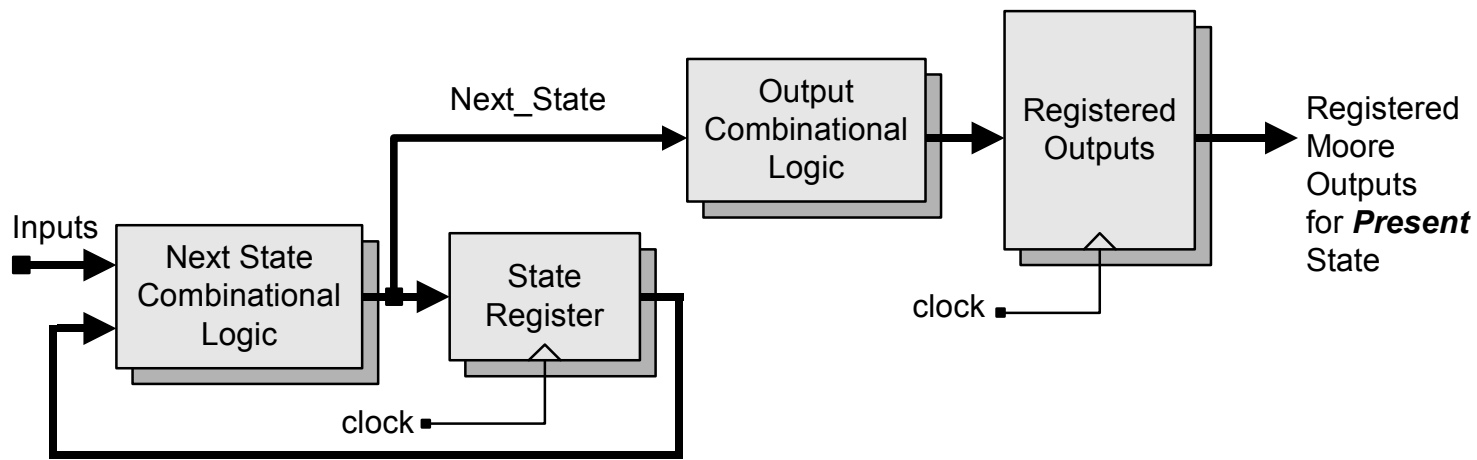 Inputs
Next State
Combinational
Logic
Next_State
State
Register
clock
Output
Combinational
Logic
Registered
Outputs
clock
Registered
Moore
Outputs
for Present
State